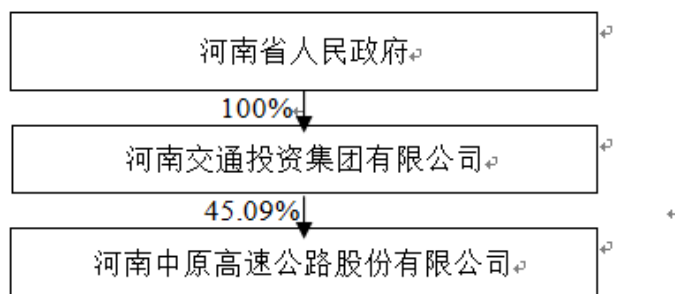 河南省人民政府
100%
河南交通投资集团有限公司
45.09%
河南中原高速公路股份有限公司